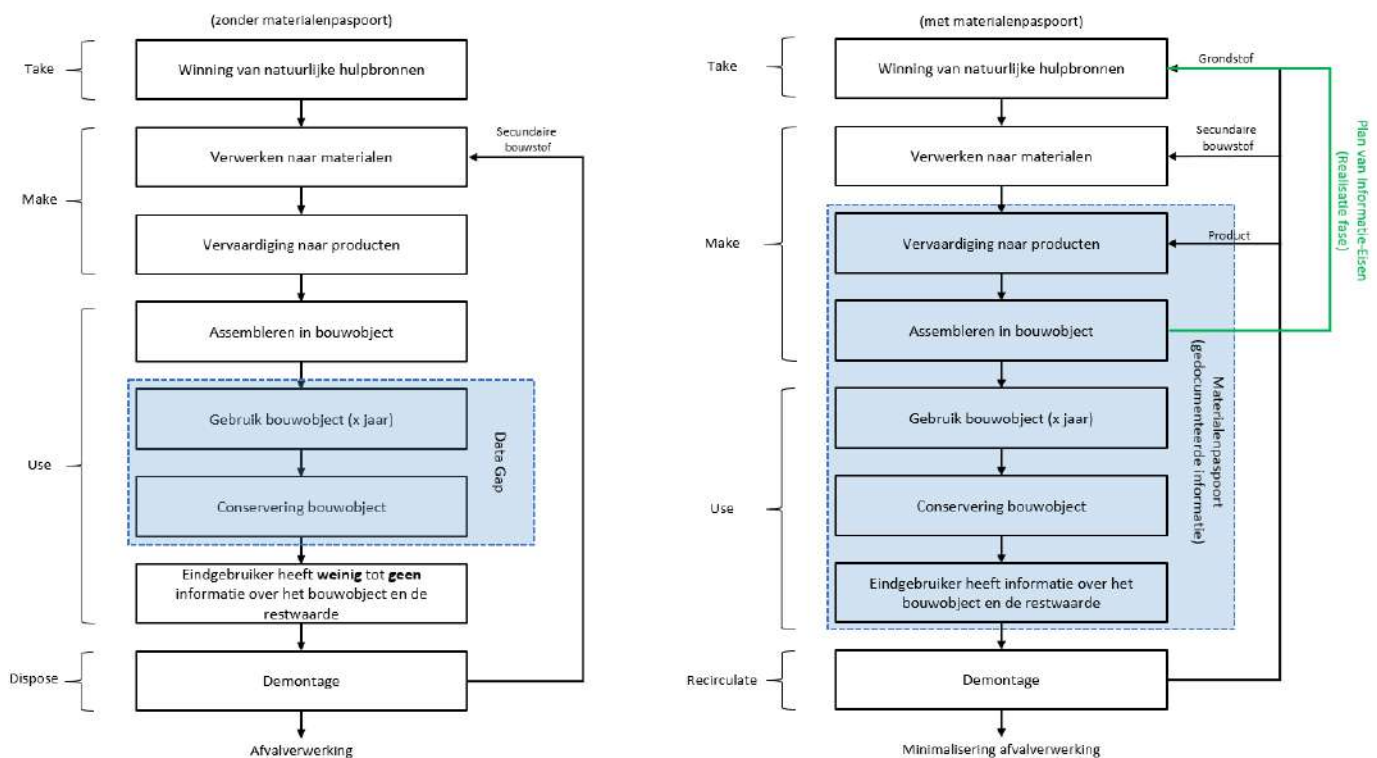 (zonder materialenpaspoort)
Take
Winning van natuurlijke hulpbronnen
Make
Verwerken naar materialen
Secundaire
bouwstof
Vervaardiging naar producten
Use
Assembleren in bouwobject
Gebruik bouwobject (x jaar)
Conservering bouwobject
Data Gap
Eindgebruiker heeft weinig tot geen
informatie over het bouwobject en de
restwaarde
Dispose
Demontage
Afvalverwerking
(met materialenpaspoort)
Take
Winning van natuurlijke hulpbronnen
Grondstof
Make
Verwerken naar materialen
Secundaire
bouwstof
Vervaardiging naar producten
Product
Assembleren in bouwobject
Plan van Informatie-Eisen
(Realisatie fase)
Use
Gebruik bouwobject (x jaar)
Conservering bouwobject
Eindgebruiker heeft informatie over het
bouwobject en de restwaarde
Materialenpaspoort
(gedocumenteerde informatie)
Recirculate
Demontage
Minimalisering afvalverwerking